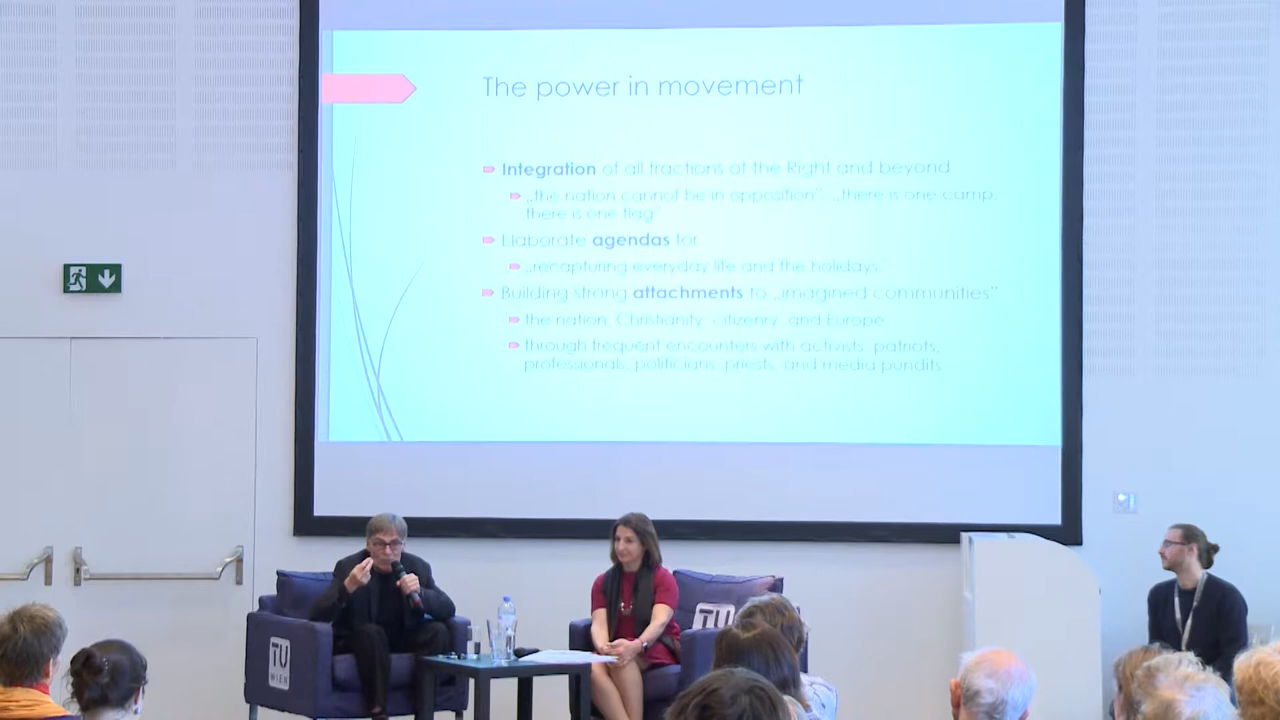 The power in movement
Integration of all fractions of the Right and beyond
„the nation cannot be in opposition”, „there is one camp,
there is one flag”
Elaborate agendas for
„recapturing everyday life and the holidays”
Building strong attachments to „imagined communities”
the nation, Christianity, citizenry, and Europe
through frequent encounters with activists, patriots,
professionals, politicians, priests, and media pundits
TU
WIEN
TU